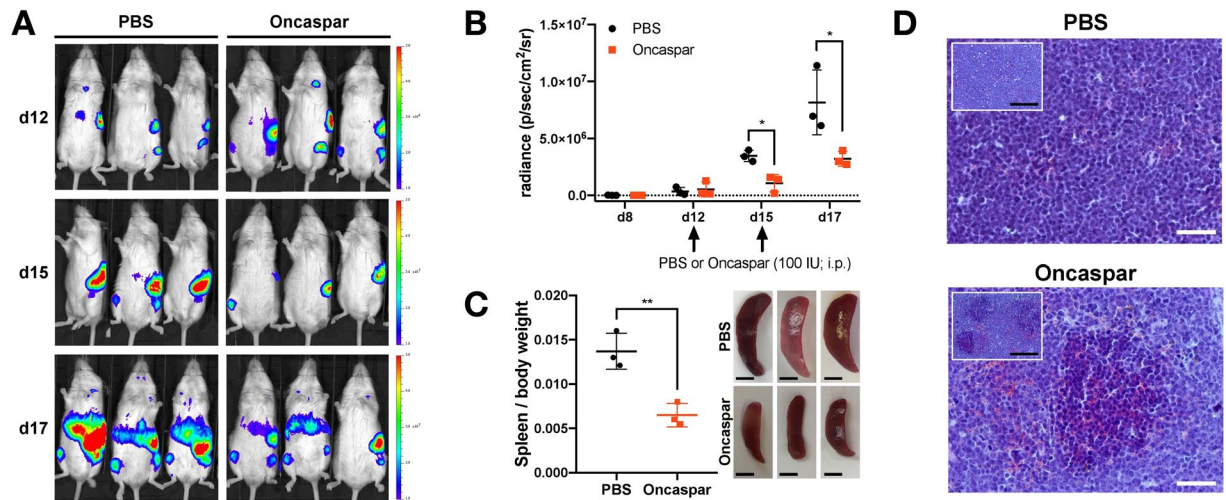 A
PBS
Oncaspar
d12
d15
d17
B
radiance (p/sec/cm²/sr)
1.5×10⁷
1.0×10⁷
5.0×10⁶
0.0
PBS
Oncaspar
*
*
d8
d12
d15
d17
PBS or Oncaspar (100 IU; i.p.)
C
Spleen / body weight
0.020
0.015
0.010
0.005
0.000
**
PBS
Oncaspar
PBS
Oncaspar
D
PBS
Oncaspar